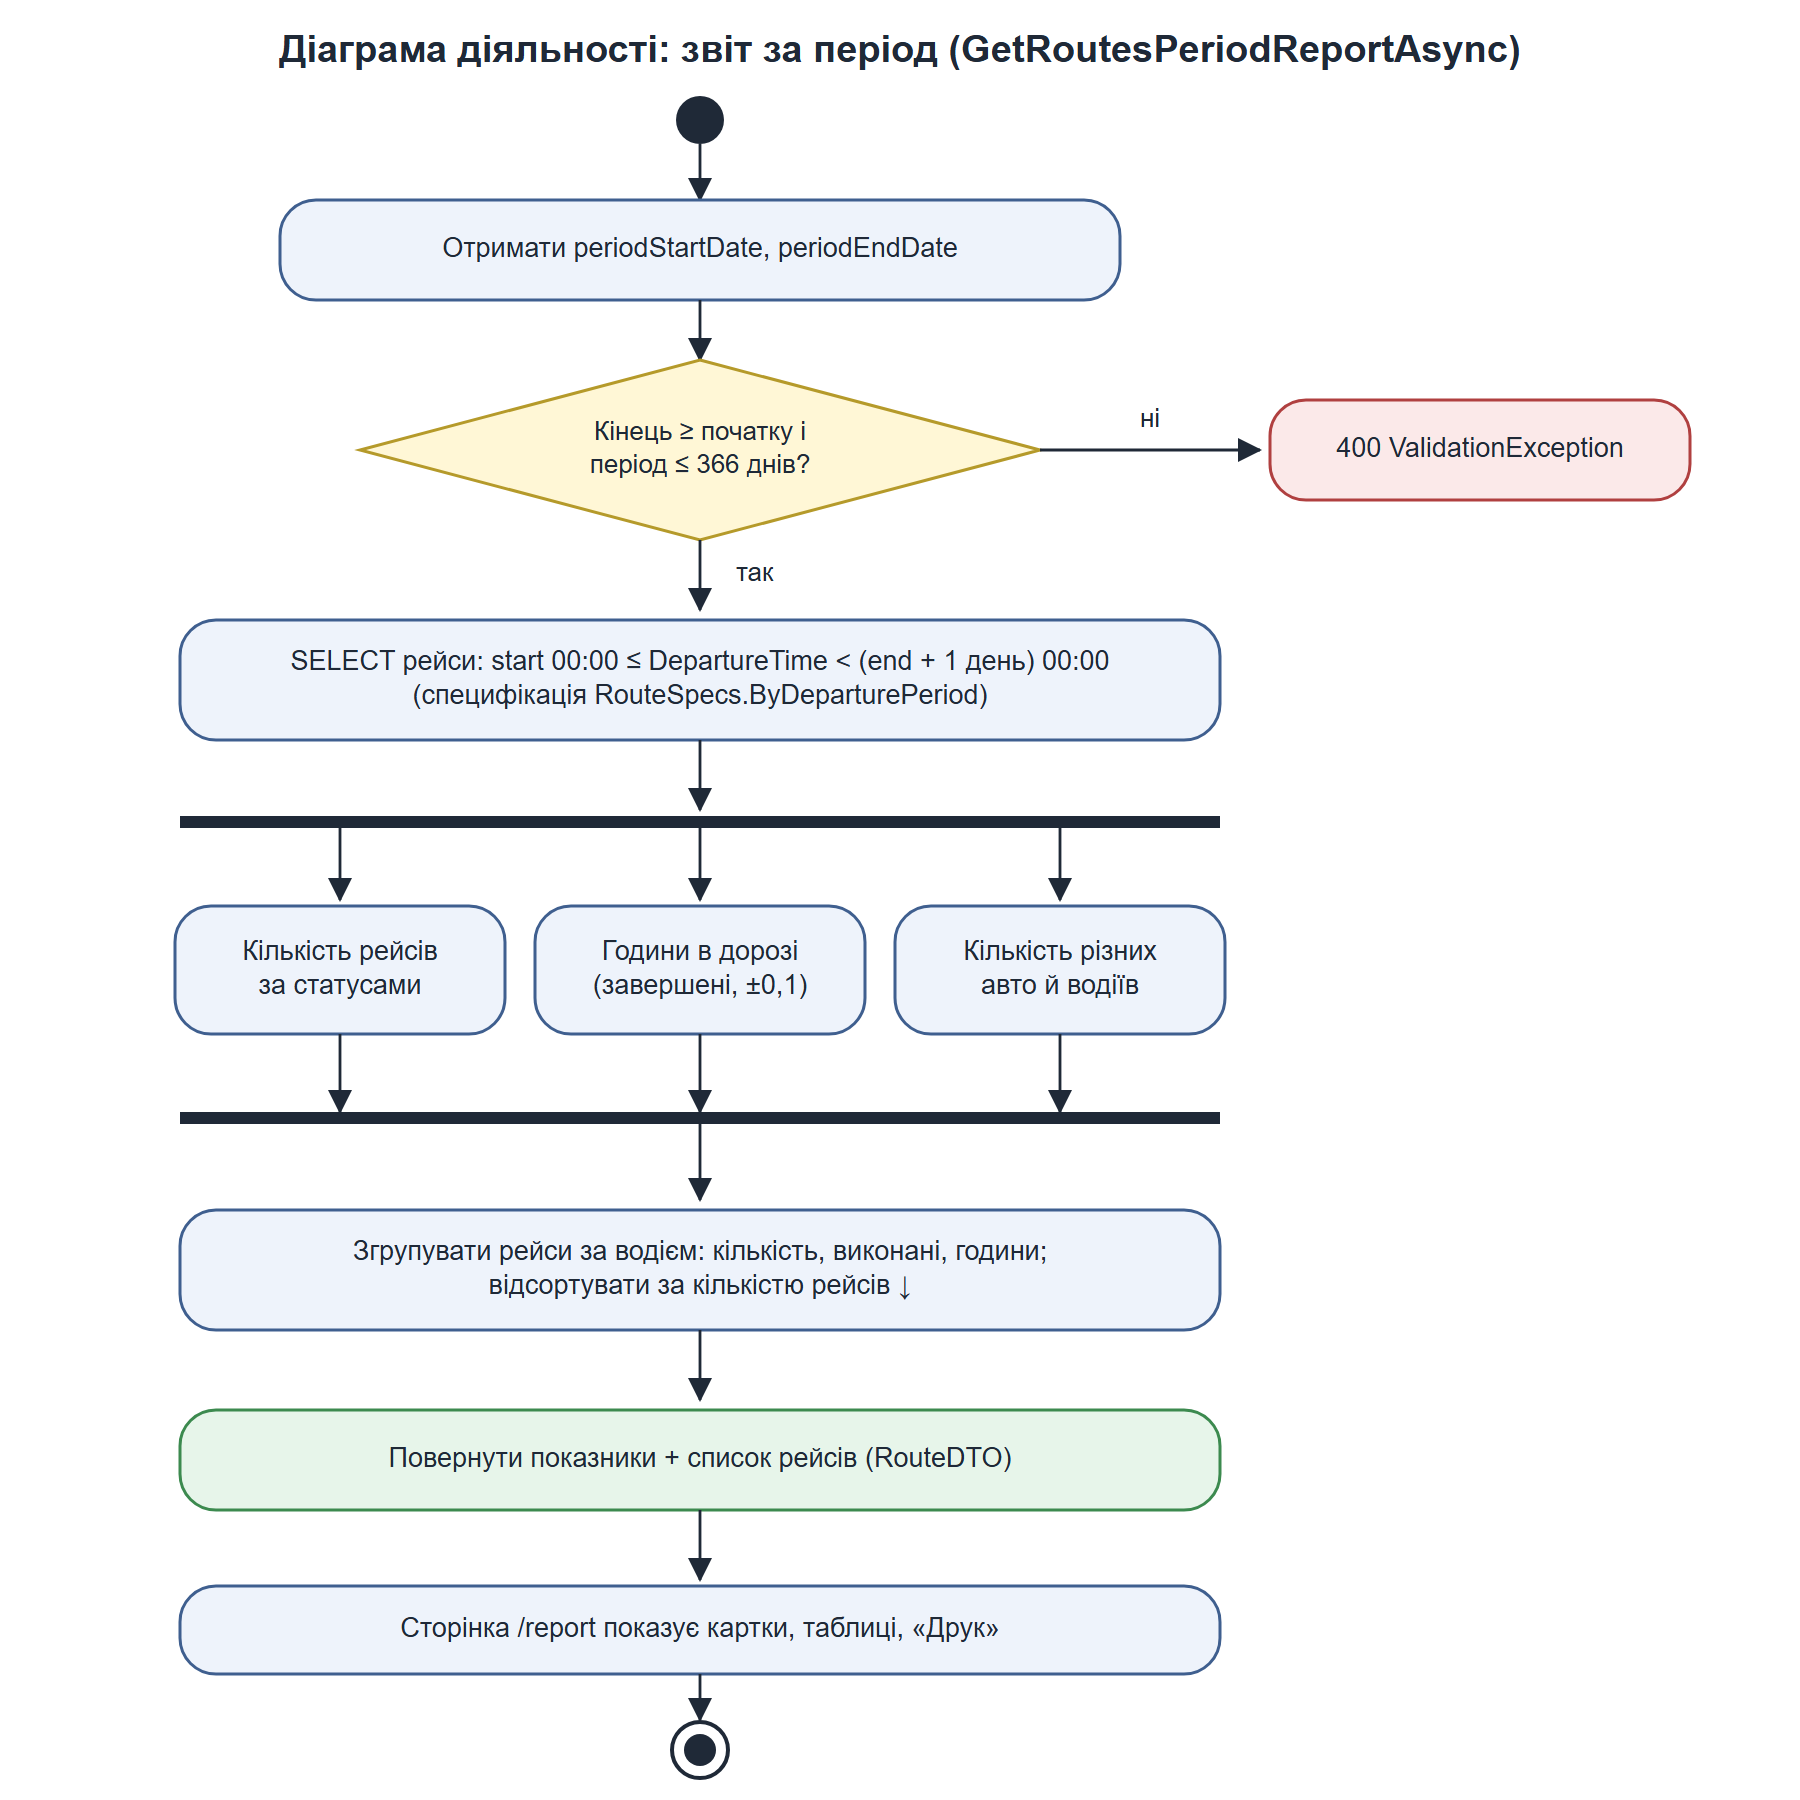 Діаграма діяльності: звіт за період (GetRoutesPeriodReportAsync)
Отримати periodStartDate, periodEndDate
Кінець ≥ початку і
період ≤ 366 днів?
ні
400 ValidationException
так
SELECT рейси: start 00:00 ≤ DepartureTime < (end + 1 день) 00:00
(специфікація RouteSpecs.ByDeparturePeriod)
Кількість рейсів
за статусами
Години в дорозі
(завершені, ±0,1)
Кількість різних
авто й водіїв
Згрупувати рейси за водієм: кількість, виконані, години;
відсортувати за кількістю рейсів ↓
Повернути показники + список рейсів (RouteDTO)
Сторінка /report показує картки, таблиці, «Друк»